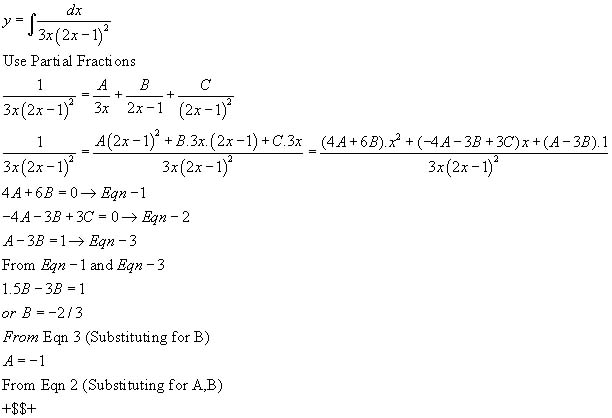 y = ∫ dx / 3x(2x−1)²
Use Partial Fractions
1 / 3x(2x−1)² = A / 3x + B / 2x−1 + C / (2x−1)²
1 / 3x(2x−1)² = A(2x−1)² + B.3x.(2x−1) + C.3x / 3x(2x−1)² = (4A+6B).x² + (−4A−3B+3C)x + (A−3B).1 / 3x(2x−1)²
4A+6B = 0 → Eqn −1
−4A−3B+3C = 0 → Eqn −2
A−3B = 1 → Eqn −3
From Eqn −1 and Eqn −3
1.5B−3B = 1
or B = −2/3
From Eqn 3 (Substituting for B)
A = −1
From Eqn 2 (Substituting for A,B)
+$$+